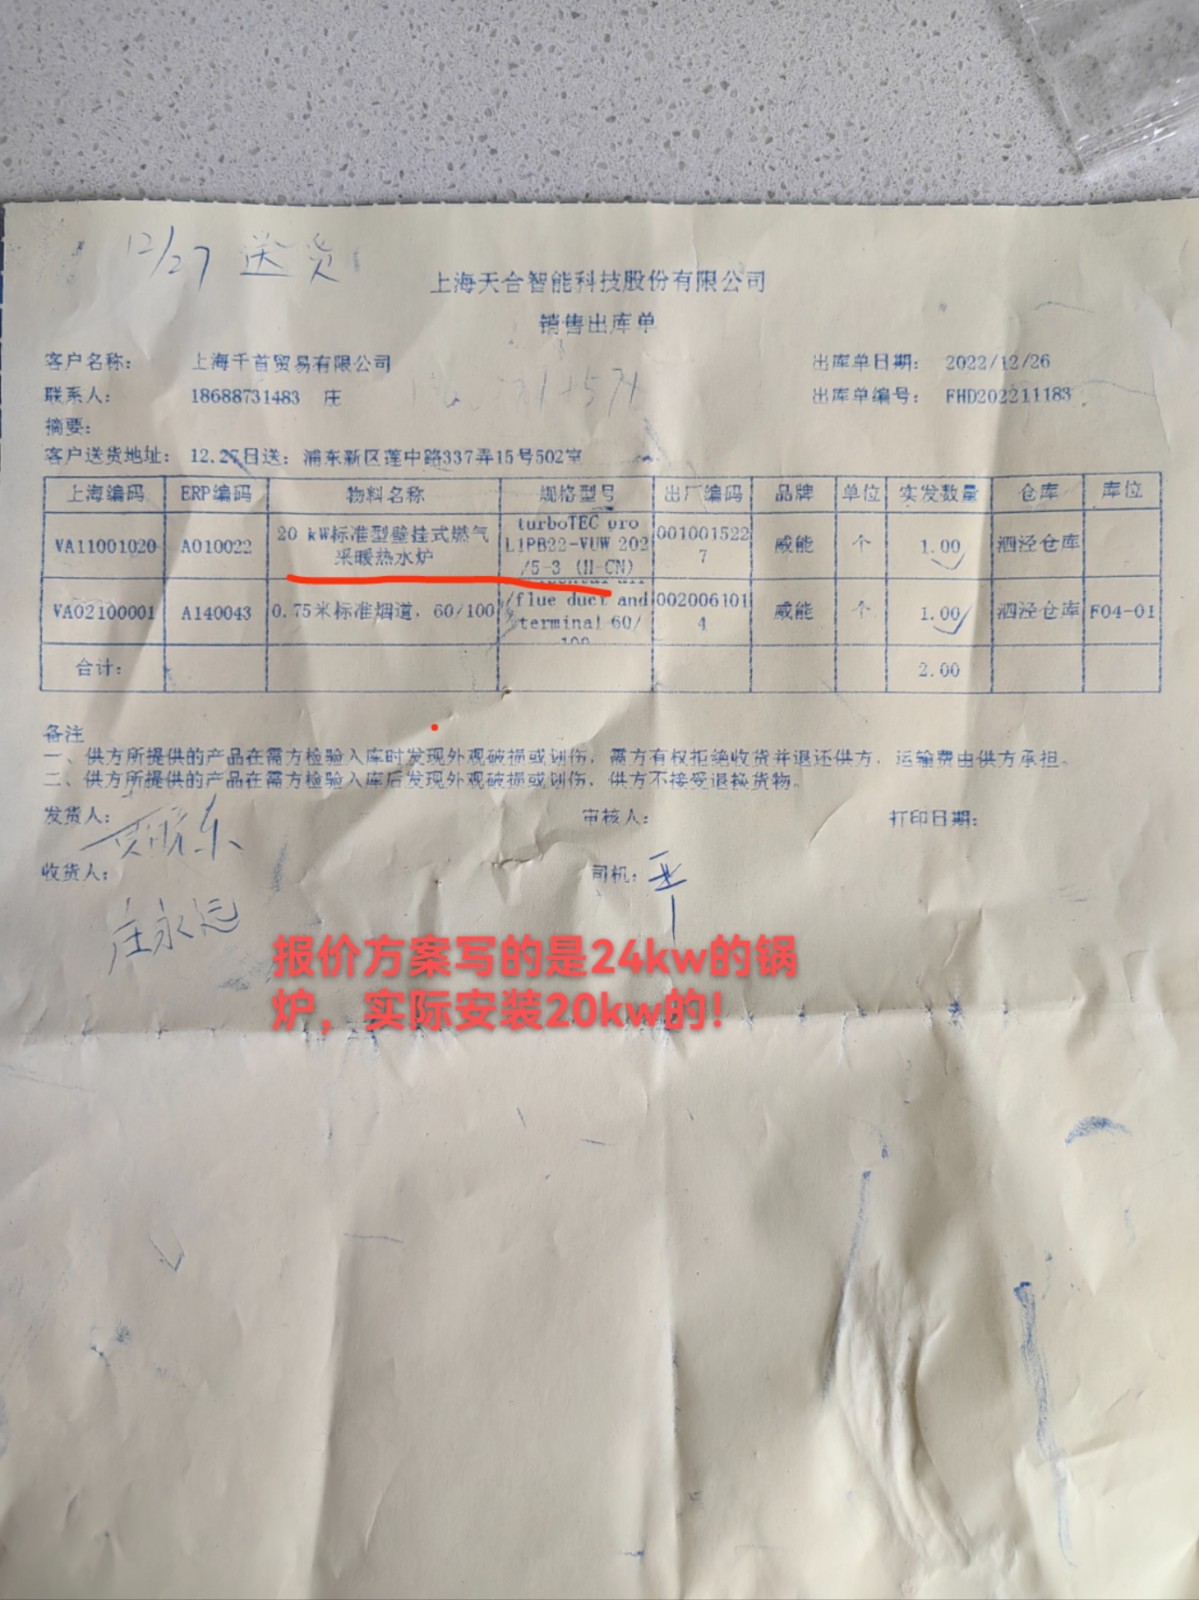 12/27 送货
上海天合智能科技股份有限公司
销售出库单
客户名称： 上海千首贸易有限公司 出库单日期： 2022/12/26
联系人： 18688731483 庄 出库单编号： FHD202211183
摘要：
客户送货地址： 12.27日送：浦东新区莲中路337弄15号502室
上海编码 ERP编码 物料名称 规格型号 出厂编码 品牌 单位 实发数量 仓库 库位
VA11001020 A010022 20 kW标准型壁挂式燃气采暖热水炉 turboTEC pro L1PB22-VUW 202/5-3 (H-CN) 0010015227 威能 个 1.00 泗泾仓库
VA02100001 A140043 0.75米标准烟道，60/100 /flue duct and terminal 60/ 0020061014 威能 个 1.00 泗泾仓库 F04-01
合计： 2.00
备注
一、供方所提供的产品在需方检验入库时发现外观破损或划伤，需方有权拒绝收货并退还供方，运输费由供方承担。
二、供方所提供的产品在需方检验入库后发现外观破损或划伤，供方不接受退换货物。
发货人： 审核人： 打印日期：
收货人： 司机：
庄永远
报价方案写的是24kw的锅
炉，实际安装20kw的！